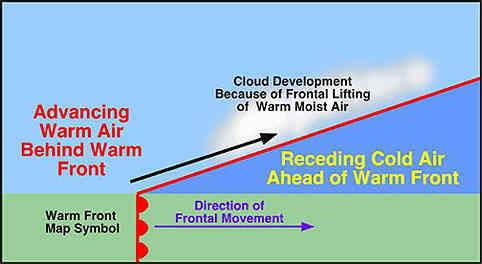 Cloud Development
Because of Frontal Lifting
of Warm Moist Air
Advancing
Warm Air
Behind Warm
Front
Receding Cold Air
Ahead of Warm Front
Warm Front
Map Symbol
Direction of
Frontal Movement